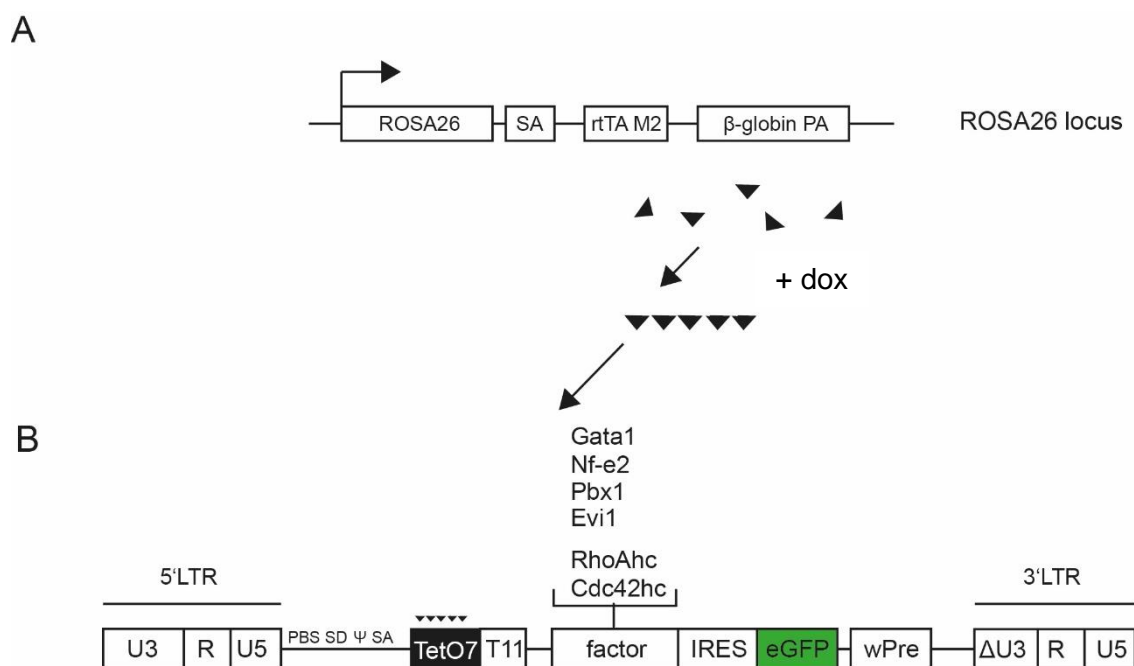 A
ROSA26 SA rtTA M2 β-globin PA ROSA26 locus
+ dox
B
Gata1
Nf-e2
Pbx1
Evi1
RhoAhc
Cdc42hc
5‘LTR 3‘LTR
PBS SD Ψ SA
U3 R U5 TetO7 T11 factor IRES eGFP wPre ΔU3 R U5